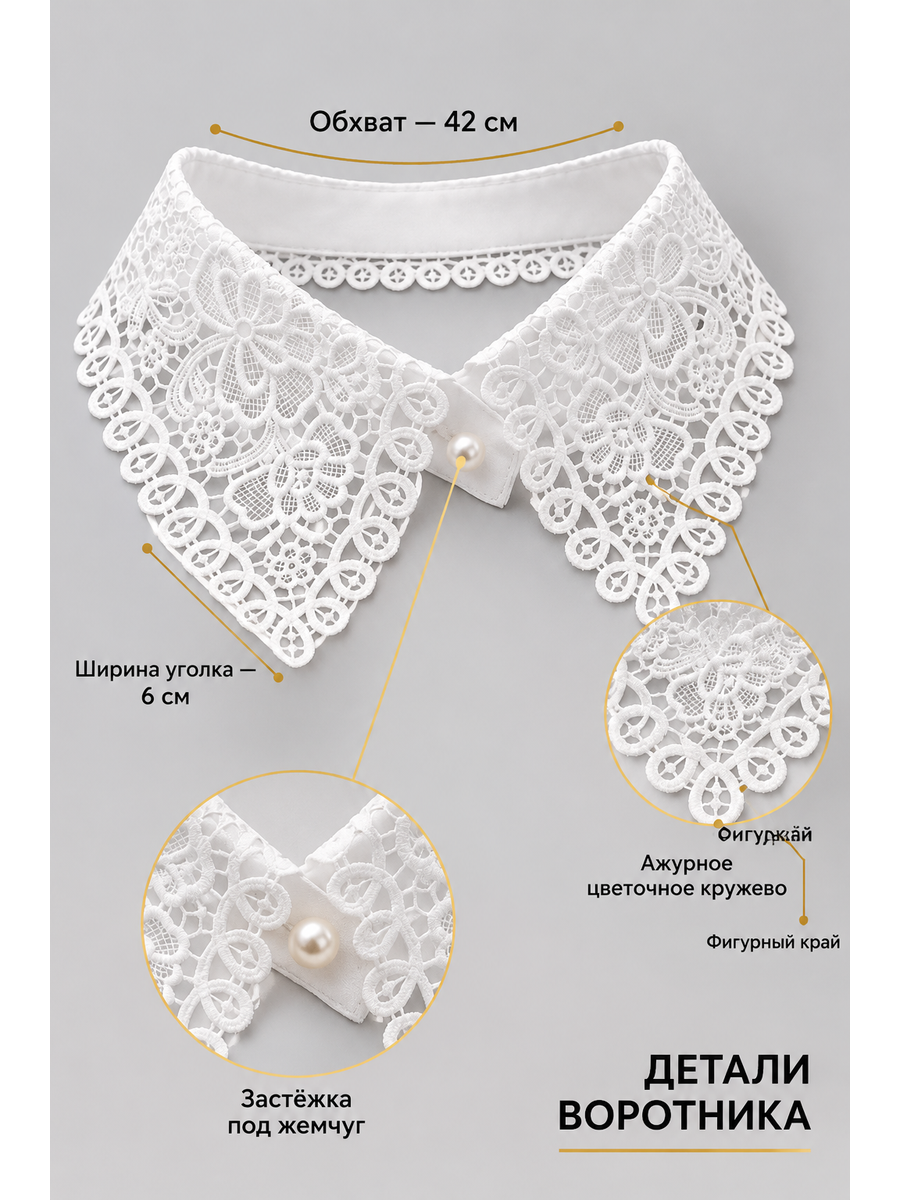 Обхват — 42 см
Ширина уголка —
6 см
Ажурное
цветочное кружево
Фигурный край
Застёжка
под жемчуг
ДЕТАЛИ
ВОРОТНИКА